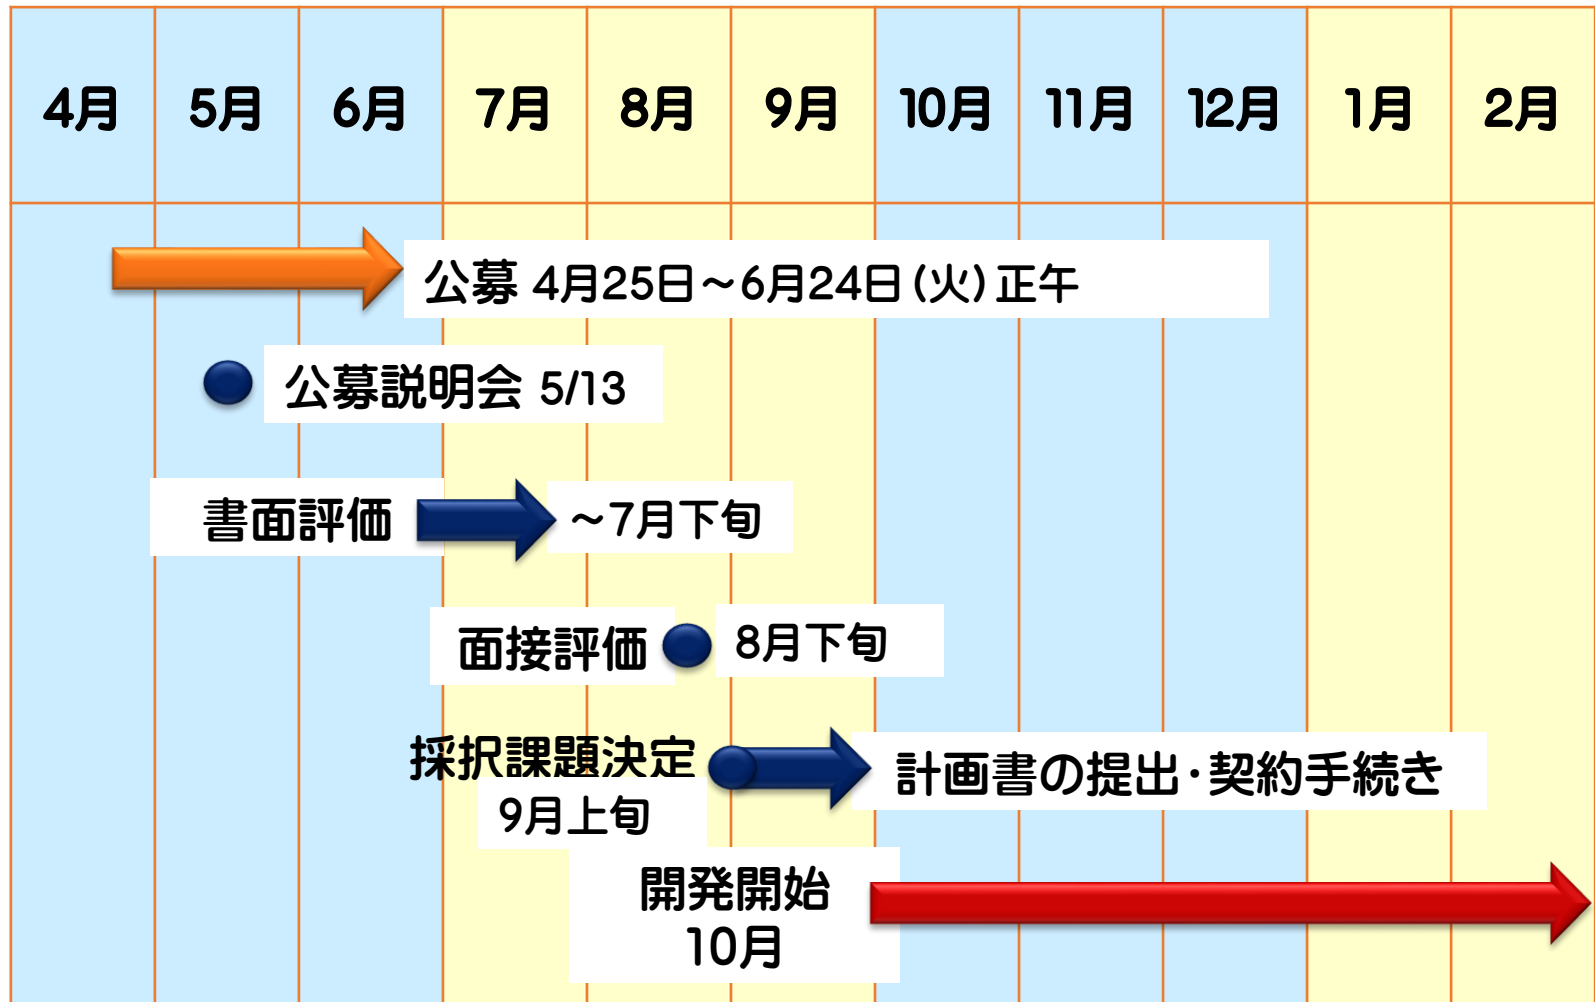 4月 5月 6月 7月 8月 9月 10月 11月 12月 1月 2月
公募 4月25日～6月24日(火)正午
公募説明会 5/13
書面評価 ～7月下旬
面接評価 8月下旬
採択課題決定 計画書の提出・契約手続き
9月上旬
開発開始
10月